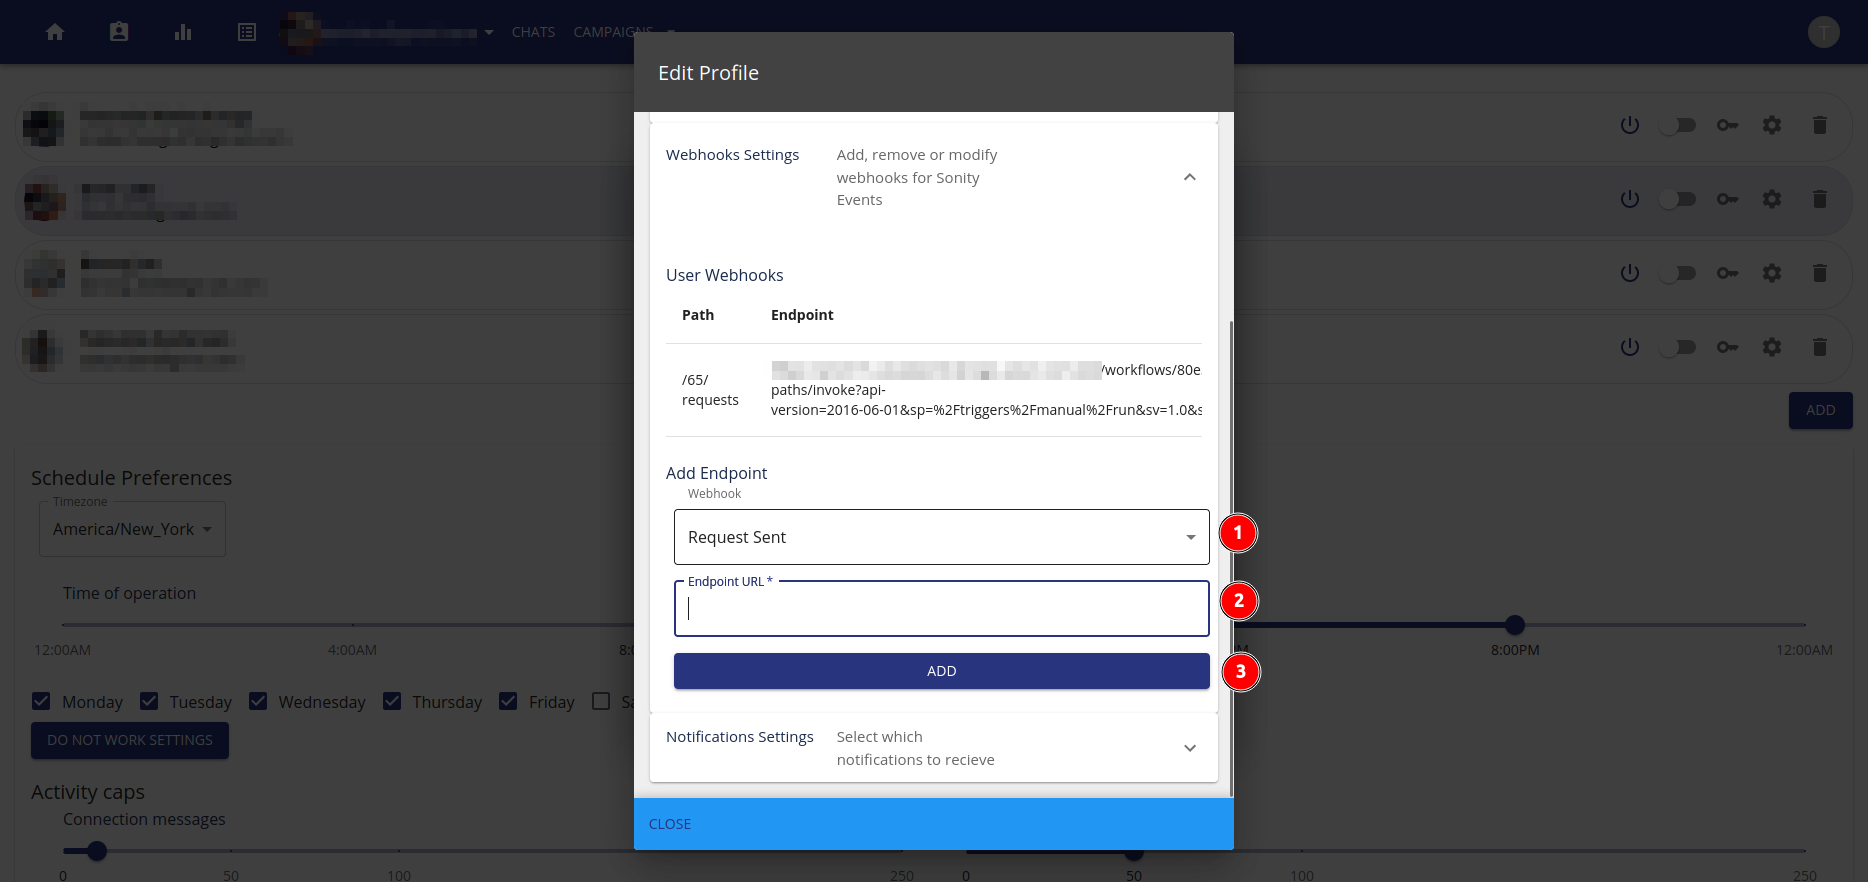 CHATS
CAMPAIGNS
T
Edit Profile
Webhooks Settings
Add, remove or modify
webhooks for Sonity
Events
User Webhooks
Path
Endpoint
/65/
requests
/workflows/80e
paths/invoke?api-
version=2016-06-01&sp=%2Ftriggers%2Fmanual%2Frun&sv=1.0&s
Add Endpoint
Webhook
Request Sent
1
Endpoint URL *
2
ADD
3
Notifications Settings
Select which
notifications to recieve
CLOSE
ADD
Schedule Preferences
Timezone
America/New_York
Time of operation
12:00AM
4:00AM
8:0
M
8:00PM
12:00AM
Monday
Tuesday
Wednesday
Thursday
Friday
Sa
DO NOT WORK SETTINGS
Activity caps
Connection messages
0
50
100
250
0
50
100
250